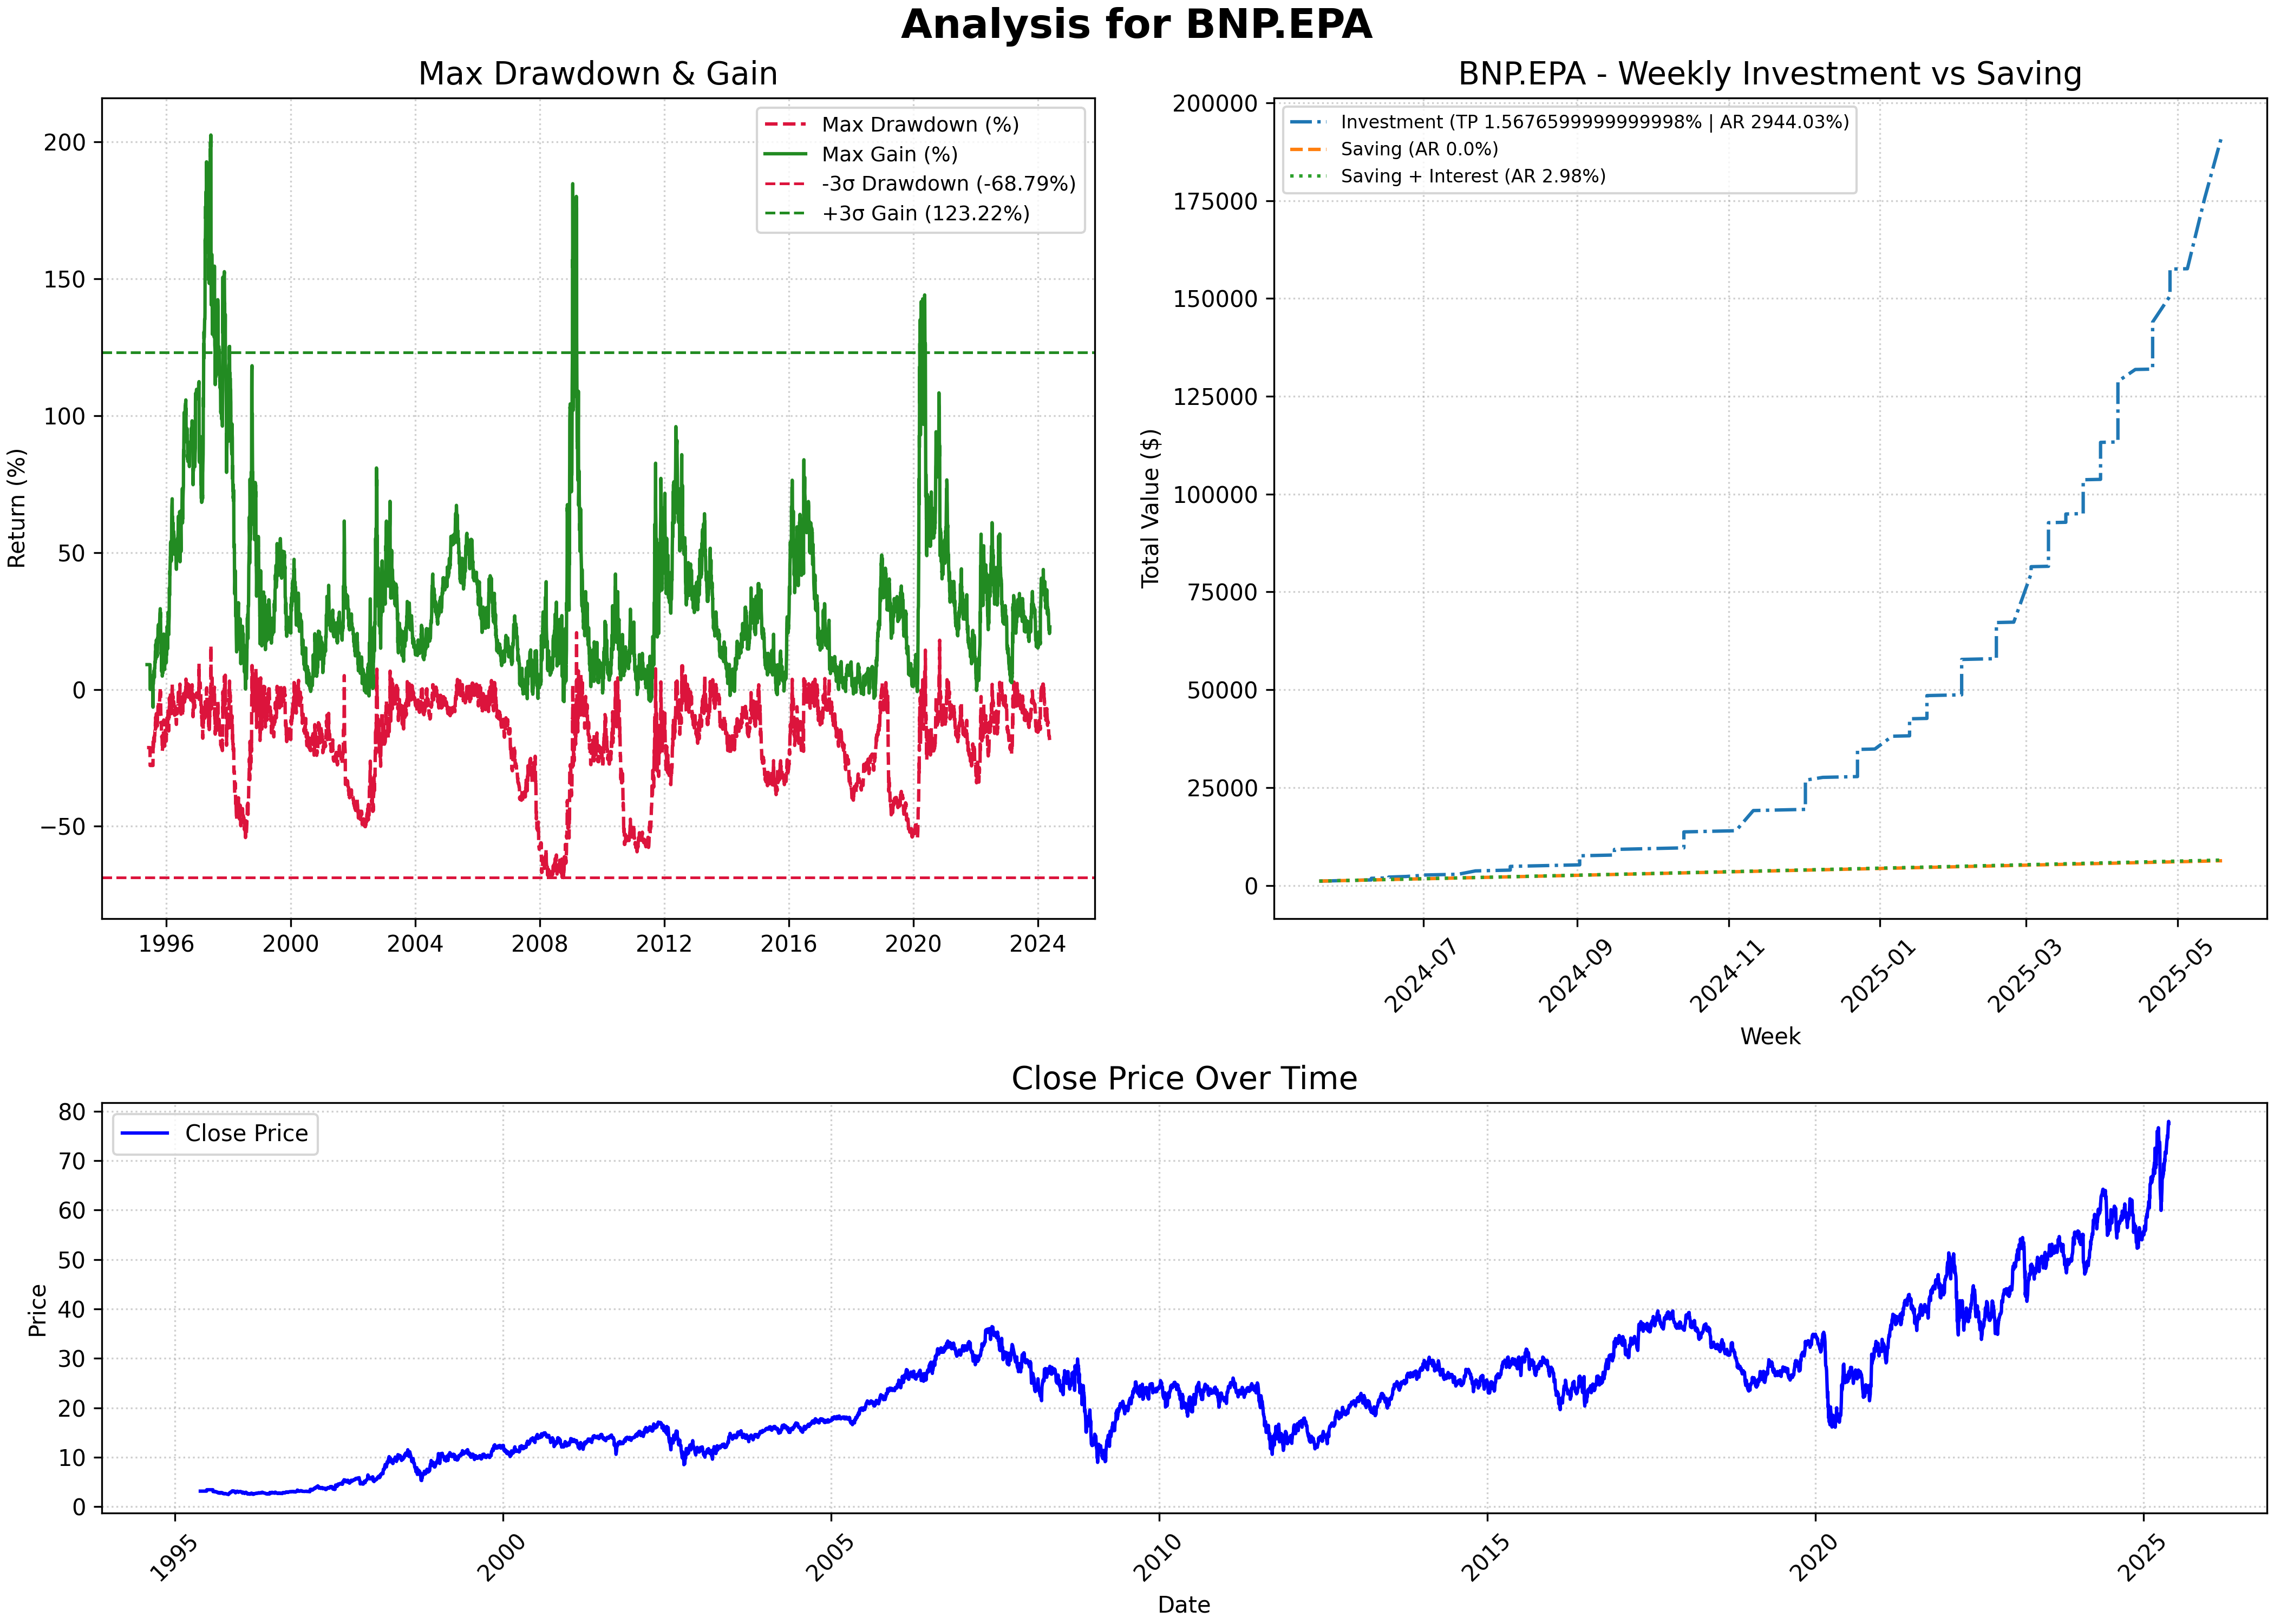 Analysis for BNP.EPA
Max Drawdown & Gain
Return (%)
200
150
100
50
0
−50
Max Drawdown (%)
Max Gain (%)
-3σ Drawdown (-68.79%)
+3σ Gain (123.22%)
1996 2000 2004 2008 2012 2016 2020 2024
BNP.EPA - Weekly Investment vs Saving
Total Value ($)
200000
175000
150000
125000
100000
75000
50000
25000
0
Investment (TP 1.5676599999999998% | AR 2944.03%)
Saving (AR 0.0%)
Saving + Interest (AR 2.98%)
2024-07 2024-09 2024-11 2025-01 2025-03 2025-05
Week
Close Price Over Time
Price
80
70
60
50
40
30
20
10
0
Close Price
1995 2000 2005 2010 2015 2020 2025
Date